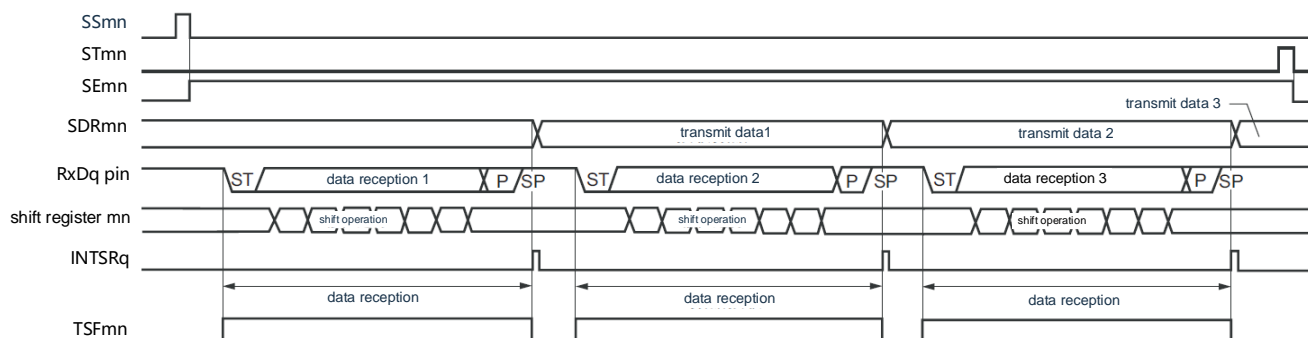 SSmn
STmn
SEmn
transmit data 3
SDRmn
transmit data1
transmit data 2
RxDq pin
ST
data reception 1
P
SP
ST
data reception 2
P
SP
ST
data reception 3
P
SP
shift register mn
shift operation
shift operation
shift operation
INTSRq
data reception
data reception
data reception
TSFmn